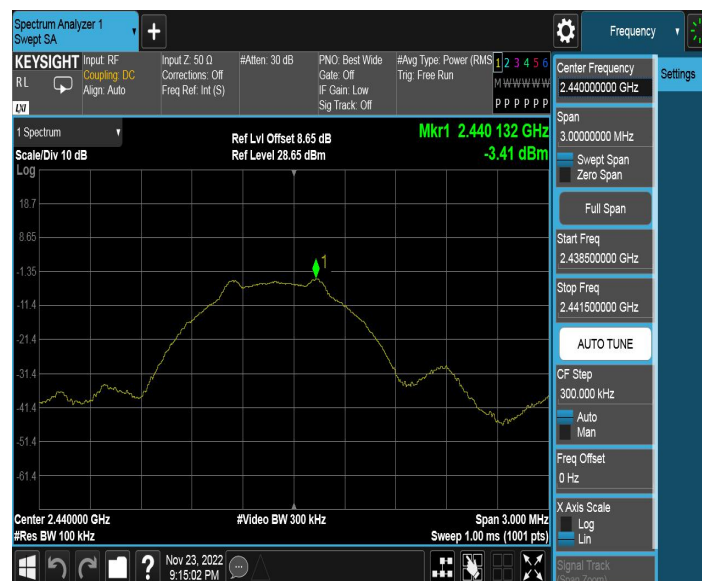 Spectrum Analyzer 1
Swept SA
+
Frequency
KEYSIGHT
RL
LXI
Input: RF
Coupling: DC
Align: Auto
Input Z: 50 Ω
Corrections: Off
Freq Ref: Int (S)
#Atten: 30 dB
PNO: Best Wide
Gate: Off
IF Gain: Low
Sig Track: Off
#Avg Type: Power (RMS
Trig: Free Run
1 2 3 4 5 6
M W W W W W
P P P P P P
1 Spectrum
Scale/Div 10 dB
Ref Lvl Offset 8.65 dB
Ref Level 28.65 dBm
Mkr1 2.440 132 GHz
-3.41 dBm
Log
18.7
8.65
-1.35
-11.4
-21.4
-31.4
-41.4
-51.4
-61.4
1
Center 2.440000 GHz
#Video BW 300 kHz
Span 3.000 MHz
#Res BW 100 kHz
Sweep 1.00 ms (1001 pts)
Center Frequency
2.440000000 GHz
Settings
Span
3.00000000 MHz
Swept Span
Zero Span
Full Span
Start Freq
2.438500000 GHz
Stop Freq
2.441500000 GHz
AUTO TUNE
CF Step
300.000 kHz
Auto
Man
Freq Offset
0 Hz
X Axis Scale
Log
Lin
Signal Track
(Span Zoom)
?
Nov 23, 2022
9:15:02 PM